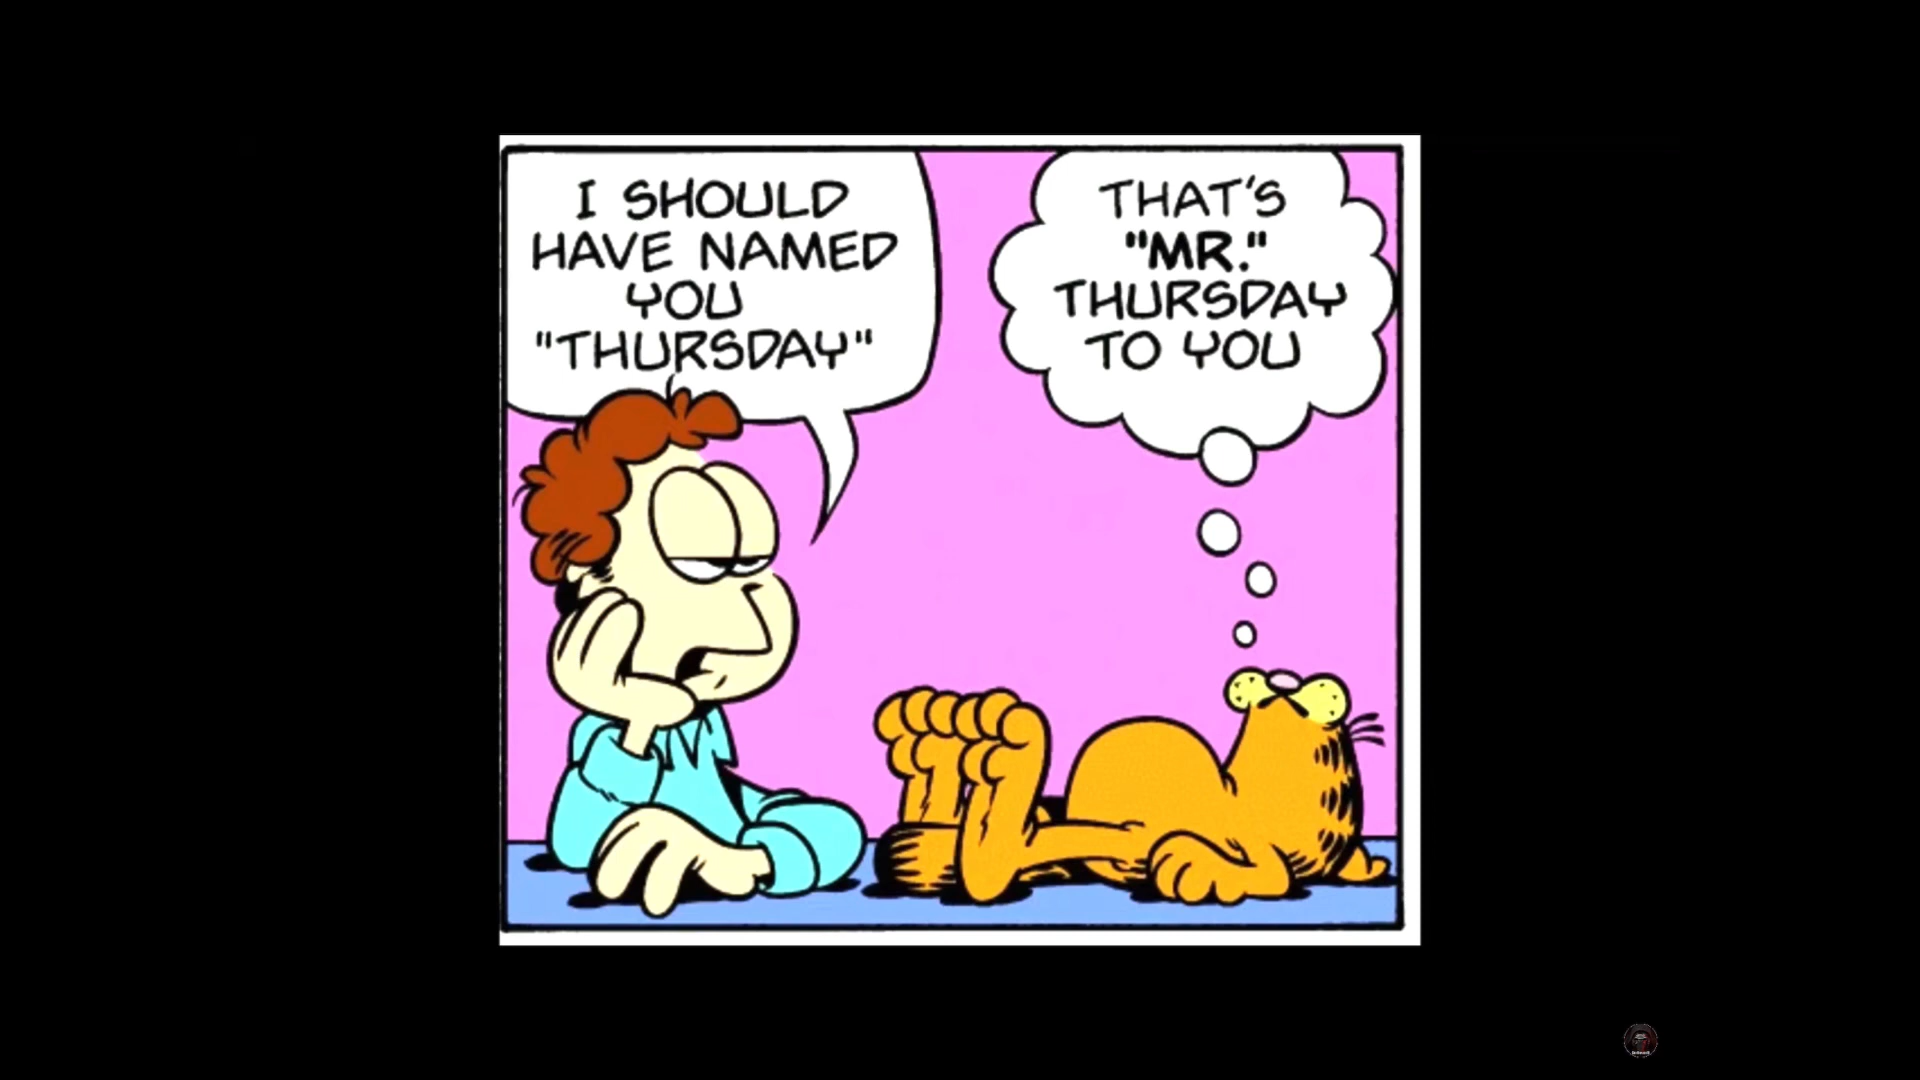 I SHOULD
HAVE NAMED
YOU
"THURSDAY"
THAT'S
"MR."
THURSDAY
TO YOU